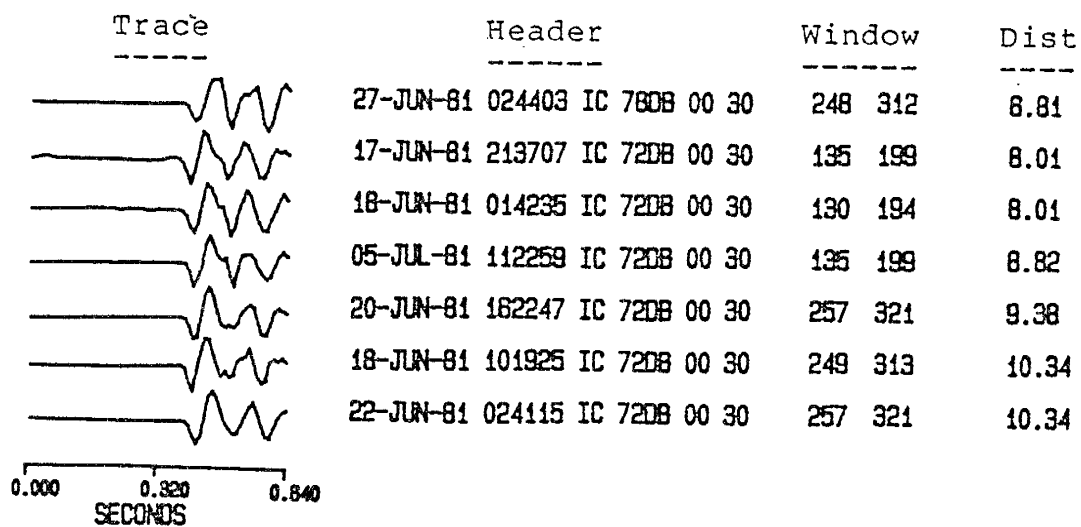 Trace Header Window Dist
----- ------ ------ ----
27-JUN-81 024403 IC 78DB 00 30 248 312 6.81
17-JUN-81 213707 IC 72DB 00 30 135 199 8.01
18-JUN-81 014235 IC 72DB 00 30 130 194 8.01
05-JUL-81 112259 IC 72DB 00 30 135 199 8.82
20-JUN-81 162247 IC 72DB 00 30 257 321 9.38
18-JUN-81 101925 IC 72DB 00 30 249 313 10.34
22-JUN-81 024115 IC 72DB 00 30 257 321 10.34
0.000 0.320 0.640
SECONDS